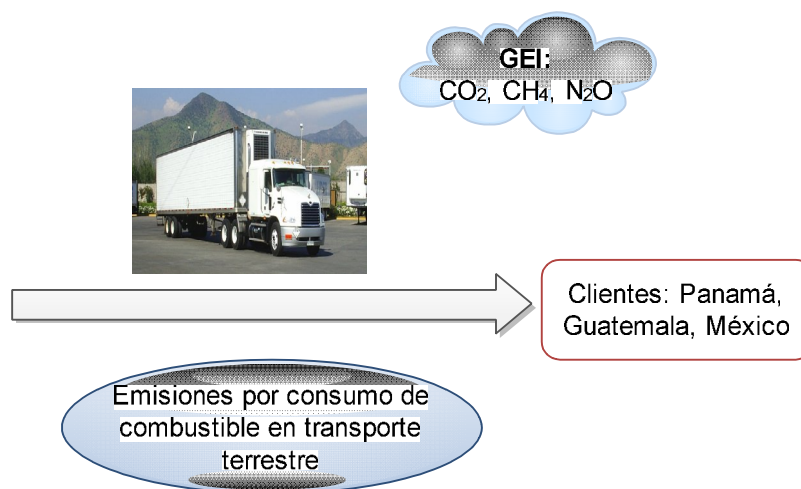 GEI:
CO₂, CH₄, N₂O
Clientes: Panamá,
Guatemala, México
Emisiones por consumo de
combustible en transporte
terrestre